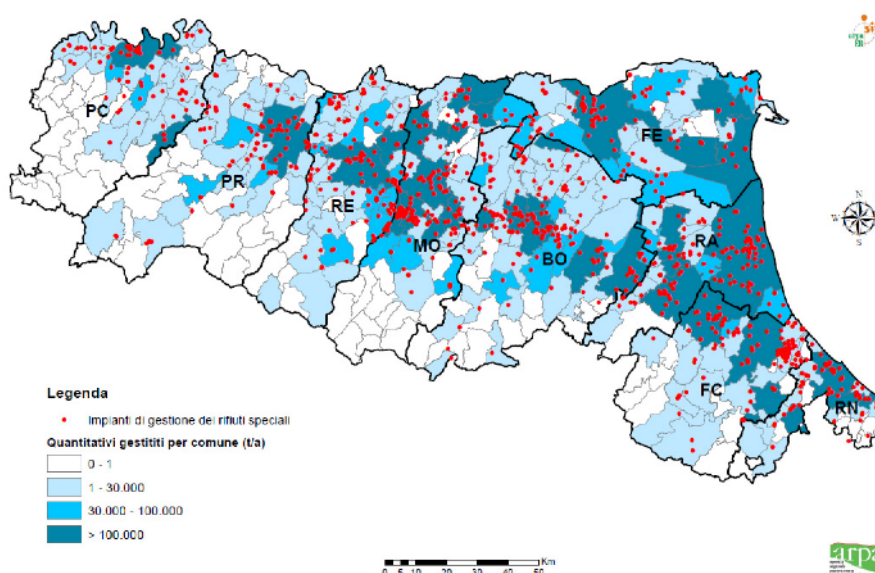 PC
PR
RE
MO
BO
FE
RA
FC
RN
N
W
E
S
Legenda
Impianti di gestione dei rifiuti speciali
Quantitativi gestititi per comune (t/a)
0 - 1
1 - 30.000
30.000 - 100.000
> 100.000
Km
0 5 10 20 30 40 50
arpa